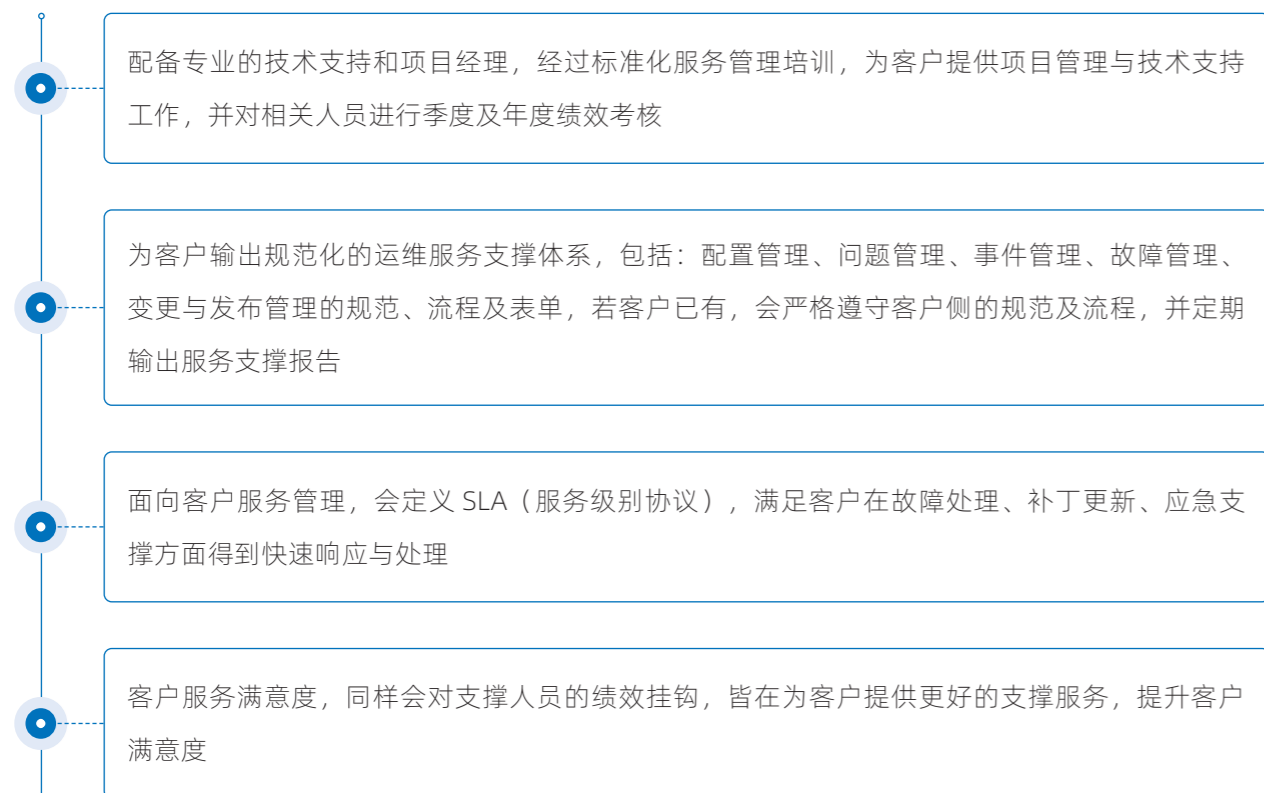 配备专业的技术支持和项目经理，经过标准化服务管理培训，为客户提供项目管理与技术支持
工作，并对相关人员进行季度及年度绩效考核
为客户输出规范化的运维服务支撑体系，包括：配置管理、问题管理、事件管理、故障管理、
变更与发布管理的规范、流程及表单，若客户已有，会严格遵守客户侧的规范及流程，并定期
输出服务支撑报告
面向客户服务管理，会定义 SLA（服务级别协议），满足客户在故障处理、补丁更新、应急支
撑方面得到快速响应与处理
客户服务满意度，同样会对支撑人员的绩效挂钩，皆在为客户提供更好的支撑服务，提升客户
满意度